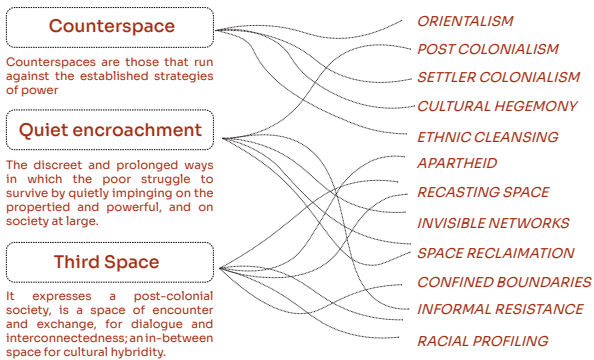 Counterspace
Counterspaces are those that run
against the established strategies
of power
Quiet encroachment
The discreet and prolonged ways
in which the poor struggle to
survive by quietly impinging on the
propertied and powerful, and on
society at large.
Third Space
It expresses a post-colonial
society, is a space of encounter
and exchange, for dialogue and
interconnectedness; an in-between
space for cultural hybridity.
ORIENTALISM
POST COLONIALISM
SETTLER COLONIALISM
CULTURAL HEGEMONY
ETHNIC CLEANSING
APARTHEID
RECASTING SPACE
INVISIBLE NETWORKS
SPACE RECLAIMATION
CONFINED BOUNDARIES
INFORMAL RESISTANCE
RACIAL PROFILING